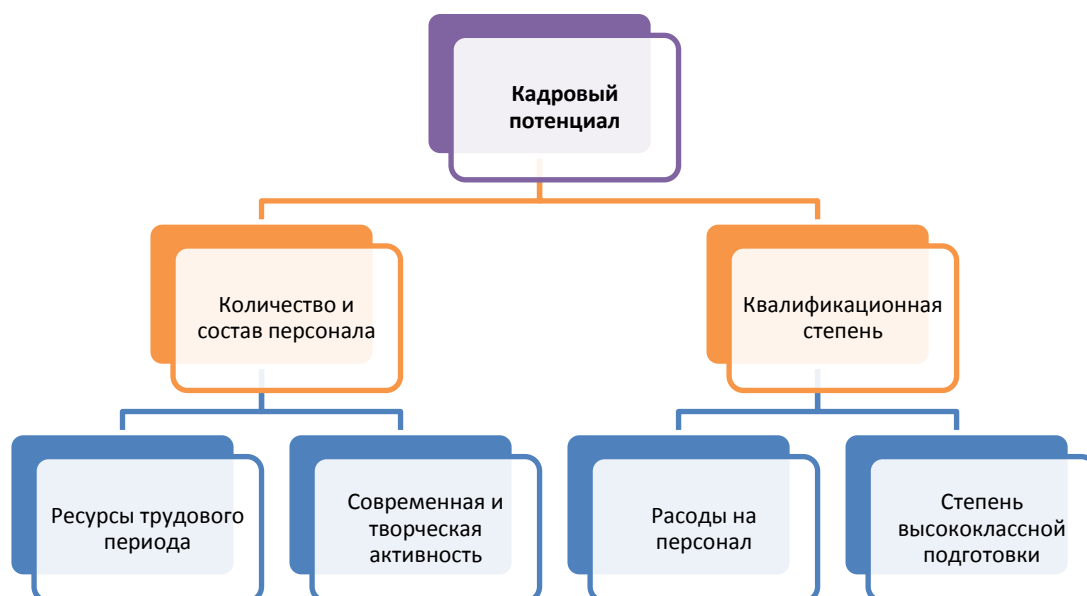 Кадровый
потенциал
Количество и
состав персонала
Квалификационная
степень
Ресурсы трудового
периода
Современная и
творческая
активность
Расоды на
персонал
Степень
высококлассной
подготовки